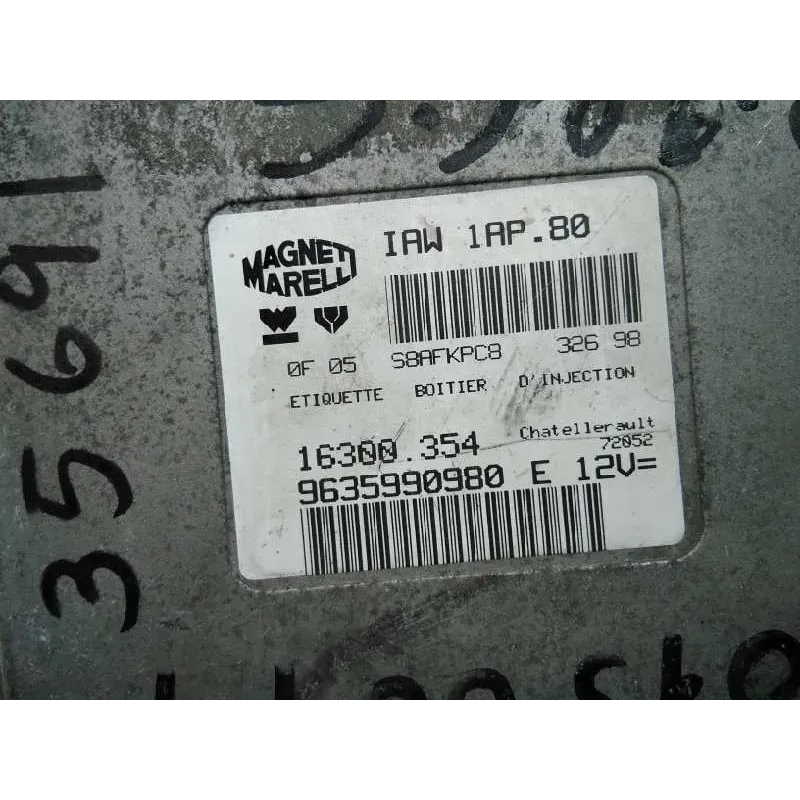 MAGNETI MARELLI
IAW 1AP.80
0F 05 S8AFKPC8 326 98
ETIQUETTE BOITIER D'INJECTION
16300.354 Chatellerault
72052
9635990980 E 12V=
35691